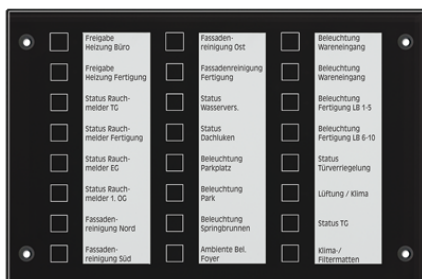 Freigabe
Heizung Büro
Freigabe
Heizung Fertigung
Status Rauch-
melder TG
Status Rauch-
melder Fertigung
Status Rauch-
melder EG
Status Rauch-
melder 1. OG
Fassaden-
reinigung Nord
Fassaden-
reinigung Süd
Fassaden-
reinigung Ost
Fassadenreinigung
Fertigung
Status
Wasservers.
Status
Dachluken
Beleuchtung
Parkplatz
Beleuchtung
Park
Beleuchtung
Springbrunnen
Ambiente Bel.
Foyer
Beleuchtung
Wareneingang
Beleuchtung
Wareneingang
Beleuchtung
Fertigung LB 1-5
Beleuchtung
Fertigung LB 6-10
Status
Türverriegelung
Lüftung / Klima
Status TG
Klima-/
Filtermatten